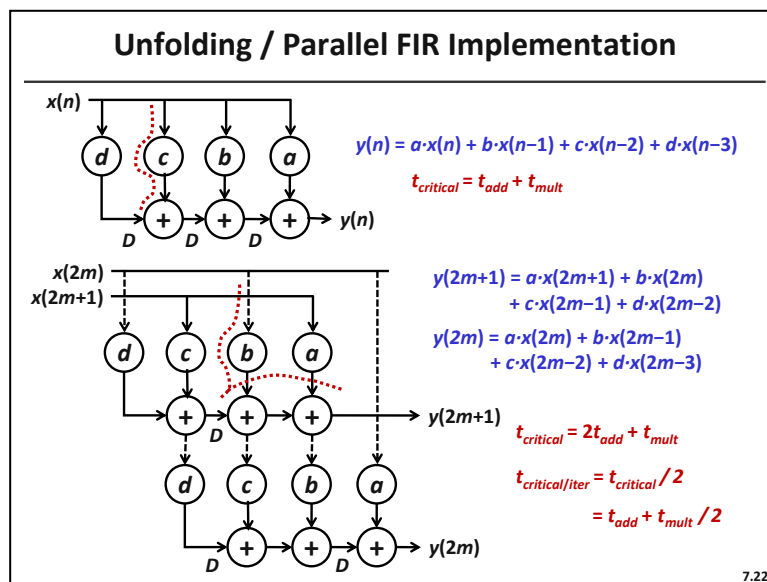 Unfolding / Parallel FIR Implementation
x(n)
d c b a
y(n) = a·x(n) + b·x(n−1) + c·x(n−2) + d·x(n−3)
t_critical = t_add + t_mult
+ + + y(n)
D D D
x(2m)
x(2m+1)
y(2m+1) = a·x(2m+1) + b·x(2m)
+ c·x(2m−1) + d·x(2m−2)
y(2m) = a·x(2m) + b·x(2m−1)
+ c·x(2m−2) + d·x(2m−3)
d c b a
+ + + y(2m+1)
D
t_critical = 2t_add + t_mult
d c b a
t_critical/iter = t_critical / 2
= t_add + t_mult / 2
+ + + y(2m)
D D
7.22